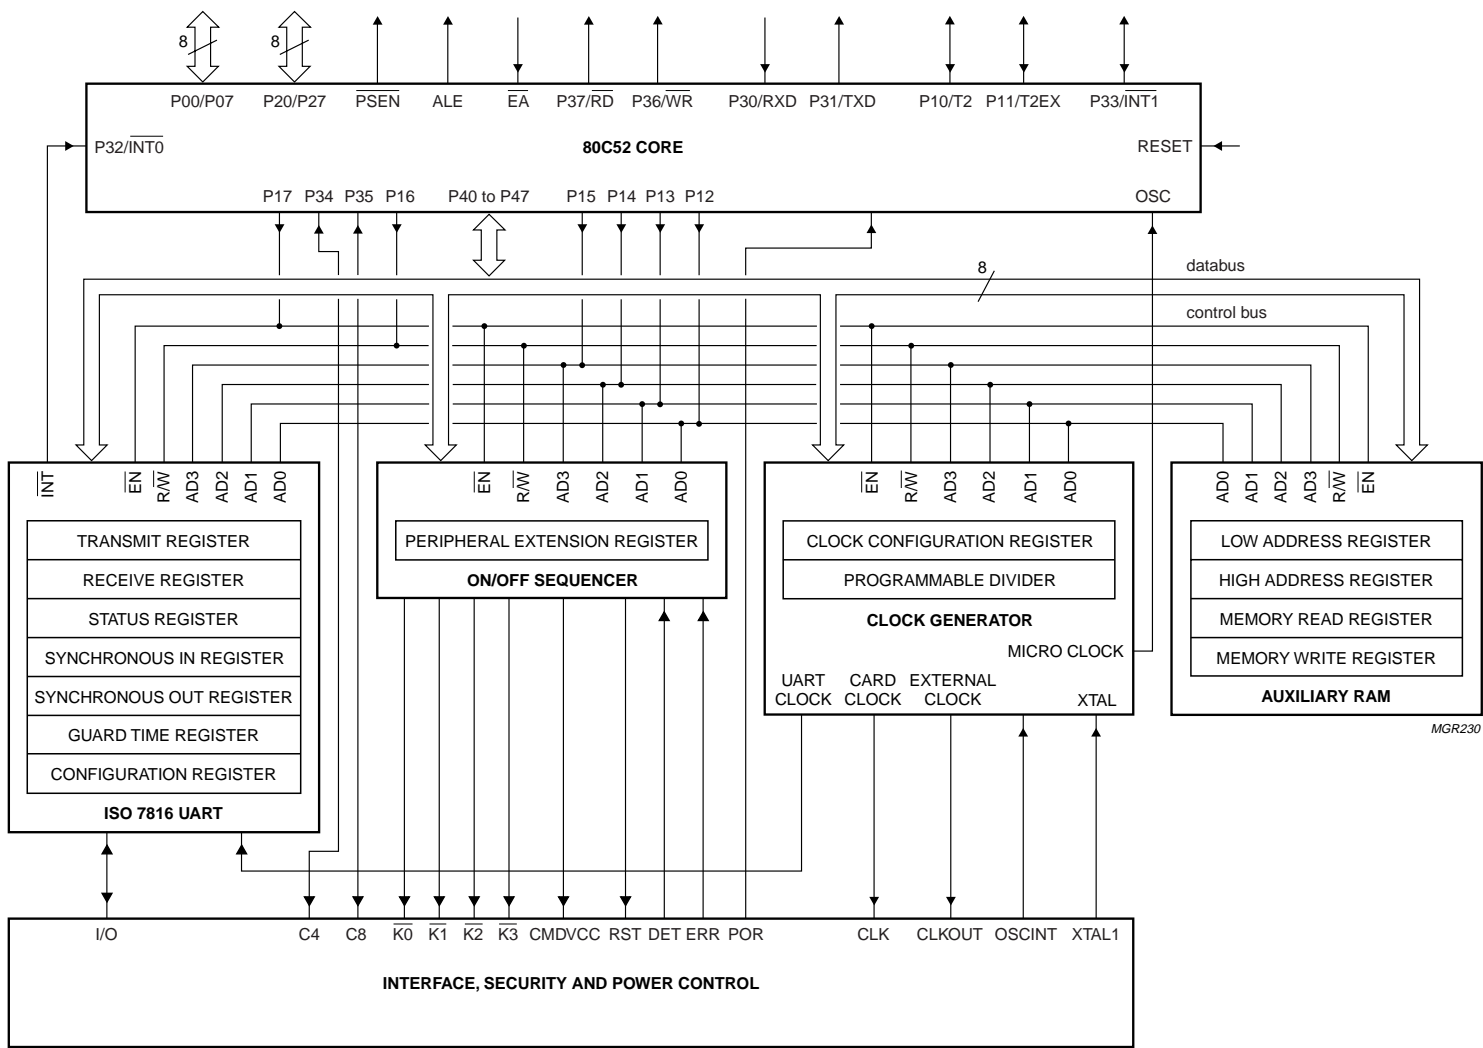 8 8
P00/P07 P20/P27 PSEN ALE EA P37/RD P36/WR P30/RXD P31/TXD P10/T2 P11/T2EX P33/INT1
P32/INT0 80C52 CORE RESET
P17 P34 P35 P16 P40 to P47 P15 P14 P13 P12 OSC
8 databus
control bus
INT EN R/W AD3 AD2 AD1 AD0 EN R/W AD3 AD2 AD1 AD0 EN R/W AD3 AD2 AD1 AD0 AD0 AD1 AD2 AD3 R/W EN
TRANSMIT REGISTER
RECEIVE REGISTER
STATUS REGISTER
SYNCHRONOUS IN REGISTER
SYNCHRONOUS OUT REGISTER
GUARD TIME REGISTER
CONFIGURATION REGISTER
ISO 7816 UART
PERIPHERAL EXTENSION REGISTER
ON/OFF SEQUENCER
CLOCK CONFIGURATION REGISTER
PROGRAMMABLE DIVIDER
CLOCK GENERATOR
MICRO CLOCK
UART CARD EXTERNAL
CLOCK CLOCK CLOCK XTAL
LOW ADDRESS REGISTER
HIGH ADDRESS REGISTER
MEMORY READ REGISTER
MEMORY WRITE REGISTER
AUXILIARY RAM
MGR230
I/O C4 C8 K0 K1 K2 K3 CMDVCC RST DET ERR POR CLK CLKOUT OSCINT XTAL1
INTERFACE, SECURITY AND POWER CONTROL